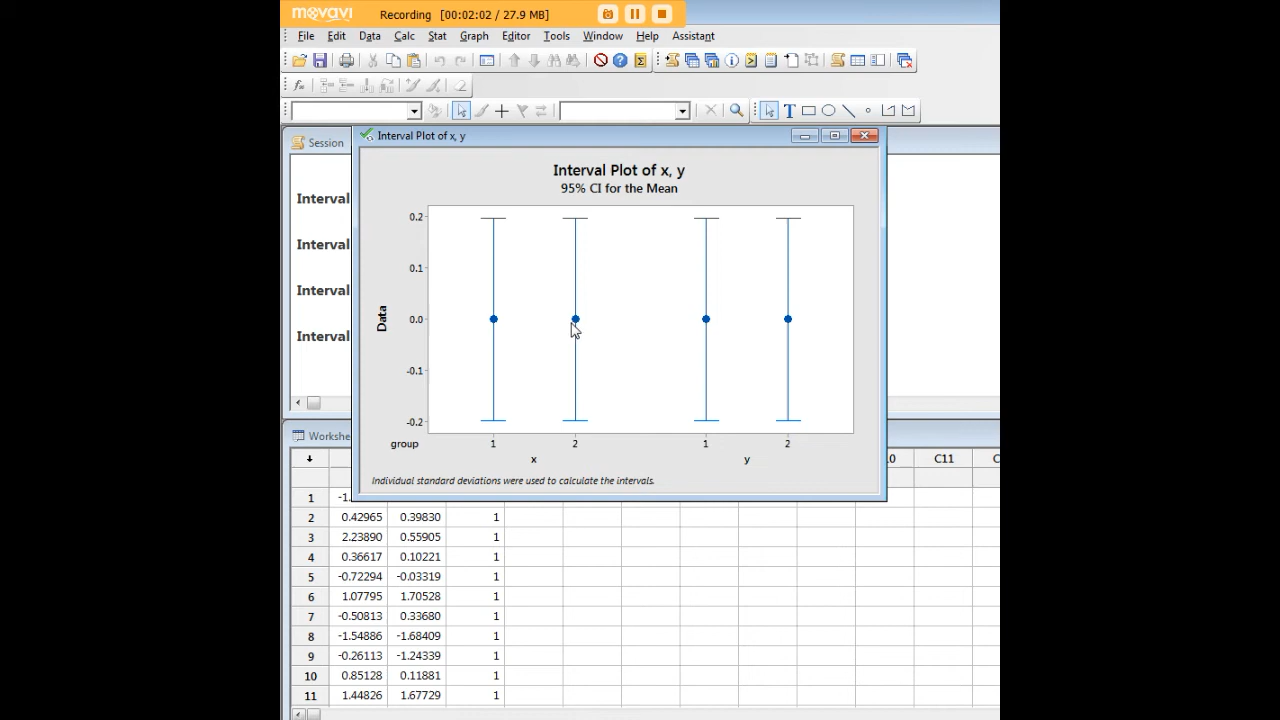 movavi Recording [00:02:02 / 27.9 MB]
File Edit Data Calc Stat Graph Editor Tools Window Help Assistant
Session
Interval Plot of x, y
Interval
Interval
Interval
Interval
Interval Plot of x, y
95% CI for the Mean
0.2
0.1
0.0
-0.1
-0.2
Data
group 1 2 1 2
x y
Individual standard deviations were used to calculate the intervals.
Workshe
C11
1
2 0.42965 0.39830 1
3 2.23890 0.55905 1
4 0.36617 0.10221 1
5 -0.72294 -0.03319 1
6 1.07795 1.70528 1
7 -0.50813 0.33680 1
8 -1.54886 -1.68409 1
9 -0.26113 -1.24339 1
10 0.85128 0.11881 1
11 1.44826 1.67729 1